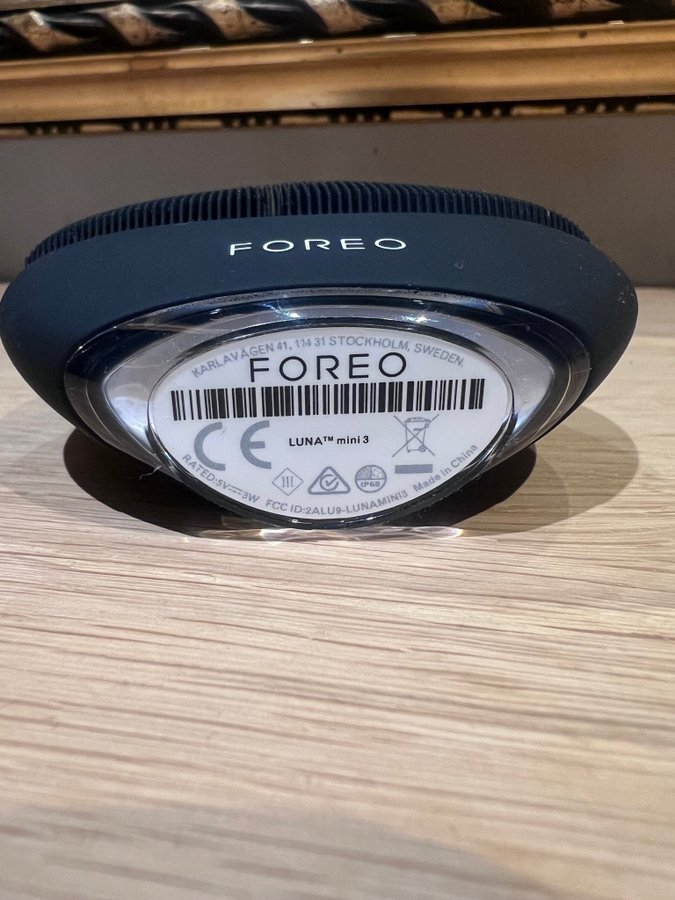 FOREO
KARLAVÄGEN 41, 114 31 STOCKHOLM, SWEDEN.
FOREO
LUNA™ mini 3
CE
III
IP68
RATED:5V⎓3W FCC ID:2ALU9-LUNAMINI3 Made in China